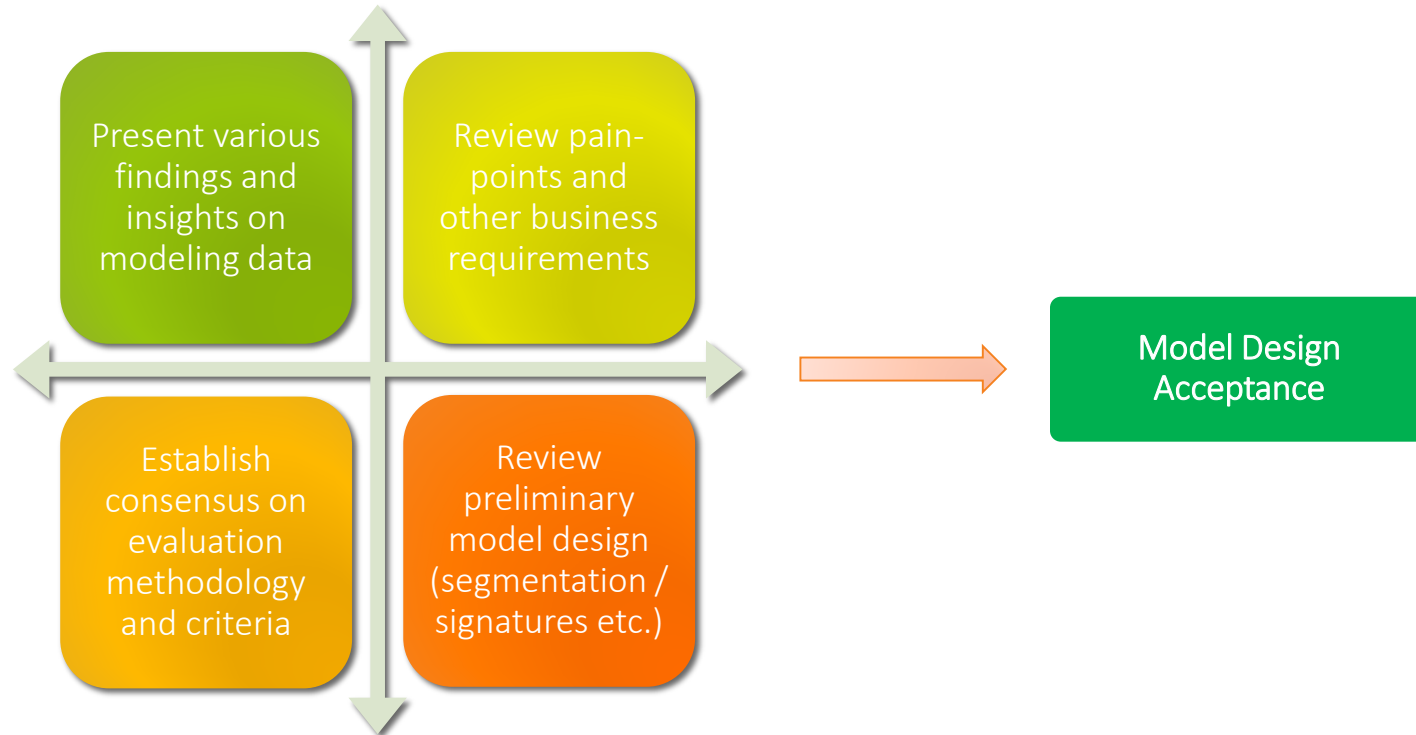 Present various
findings and
insights on
modeling data
Review pain-
points and
other business
requirements
Establish
consensus on
evaluation
methodology
and criteria
Review
preliminary
model design
(segmentation /
signatures etc.)
Model Design
Acceptance